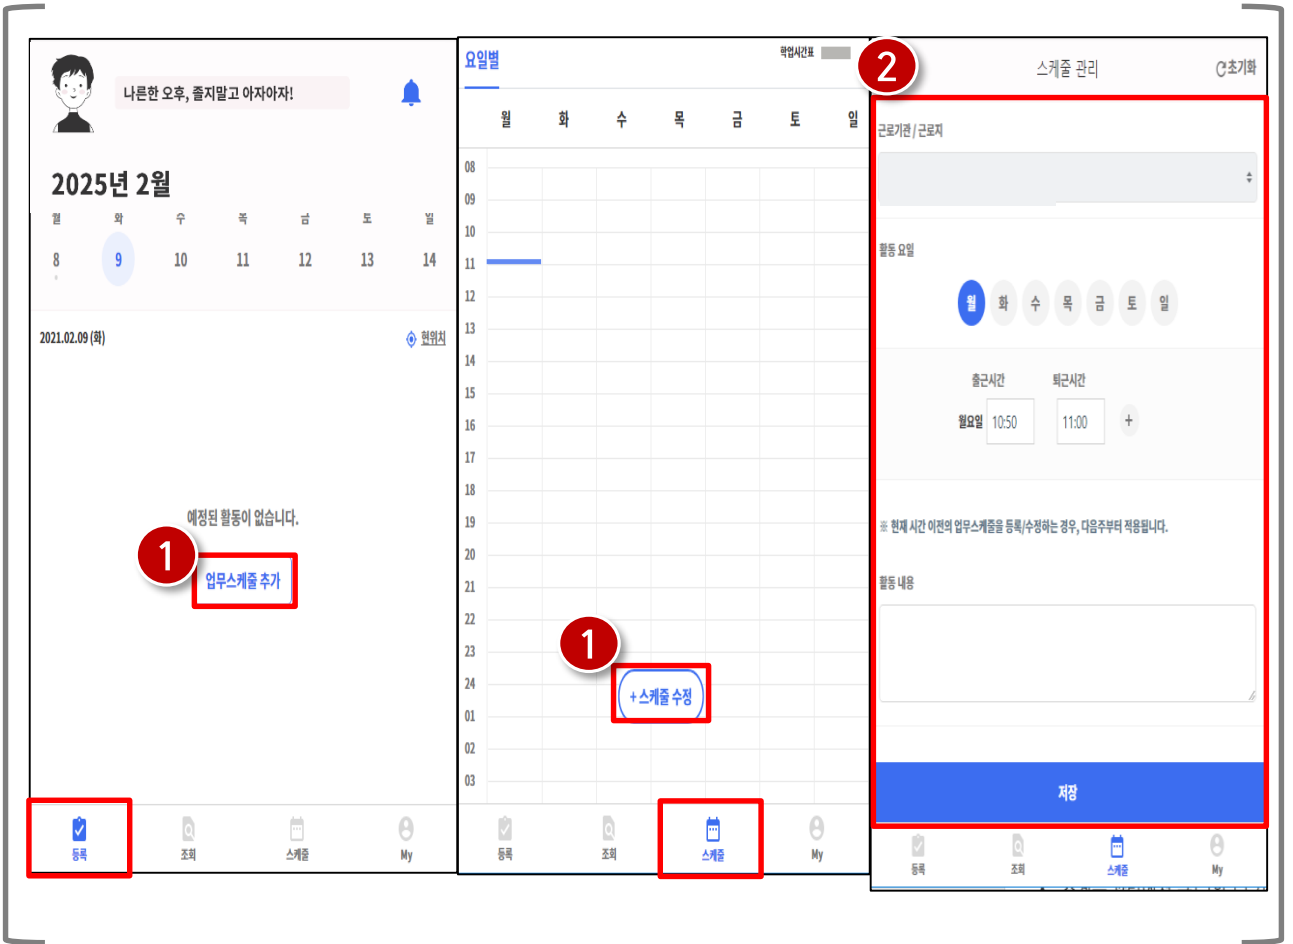 나른한 오후, 졸지말고 아자아자!
2025년 2월
월 화 수 목 금 토 일
8 9 10 11 12 13 14
2021.02.09 (화) 현위치
예정된 활동이 없습니다.
1
업무스케줄 추가
등록 조회 스케줄 My
요일별 학업시간표
월 화 수 목 금 토 일
08
09
10
11
12
13
14
15
16
17
18
19
20
21
22
23
24
01
02
03
1
+ 스케줄 수정
등록 조회 스케줄 My
2
스케줄 관리 초기화
근로기관 / 근로지
활동 요일
월 화 수 목 금 토 일
출근시간 퇴근시간
월요일 10:50 11:00 +
※ 현재 시간 이전의 업무스케줄을 등록/수정하는 경우, 다음주부터 적용됩니다.
활동 내용
저장
등록 조회 스케줄 My